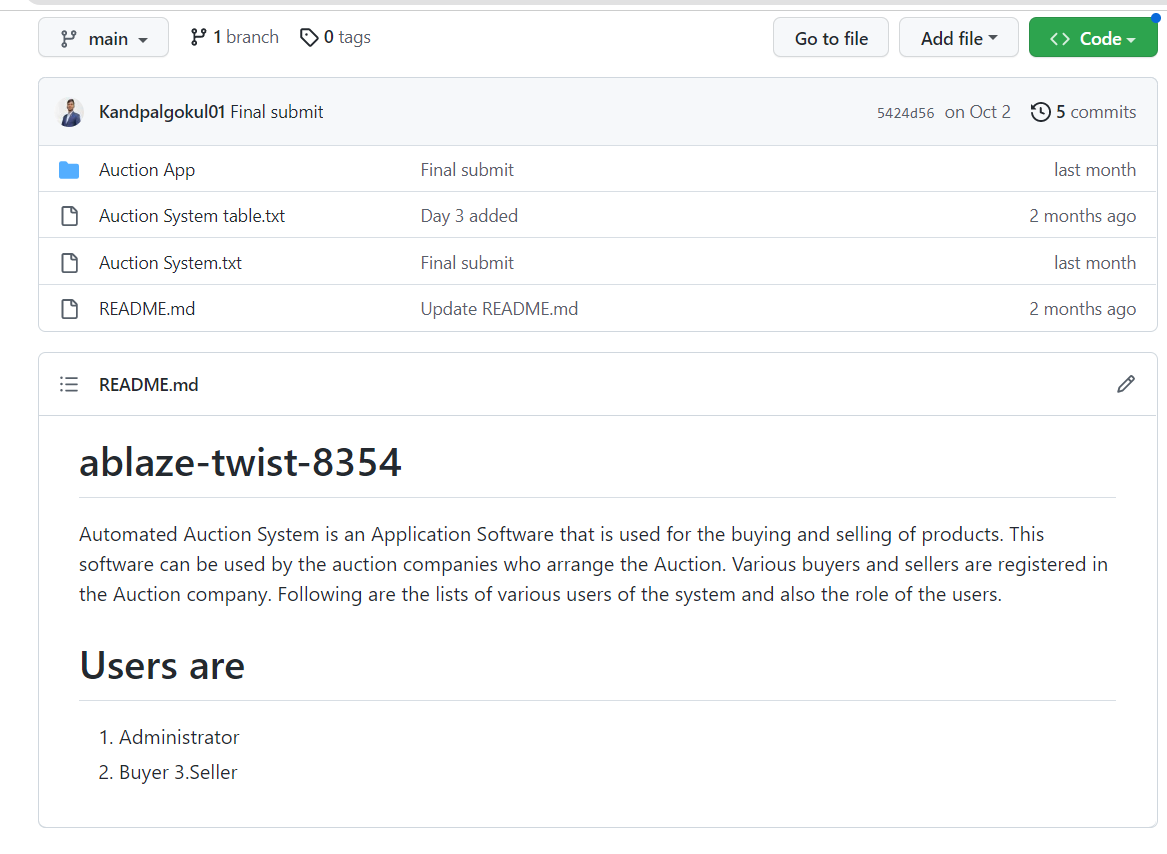 main 1 branch 0 tags Go to file Add file <> Code
Kandpalgokul01 Final submit 5424d56 on Oct 2 5 commits
Auction App Final submit last month
Auction System table.txt Day 3 added 2 months ago
Auction System.txt Final submit last month
README.md Update README.md 2 months ago
README.md
ablaze-twist-8354
Automated Auction System is an Application Software that is used for the buying and selling of products. This
software can be used by the auction companies who arrange the Auction. Various buyers and sellers are registered in
the Auction company. Following are the lists of various users of the system and also the role of the users.
Users are
1. Administrator
2. Buyer 3.Seller